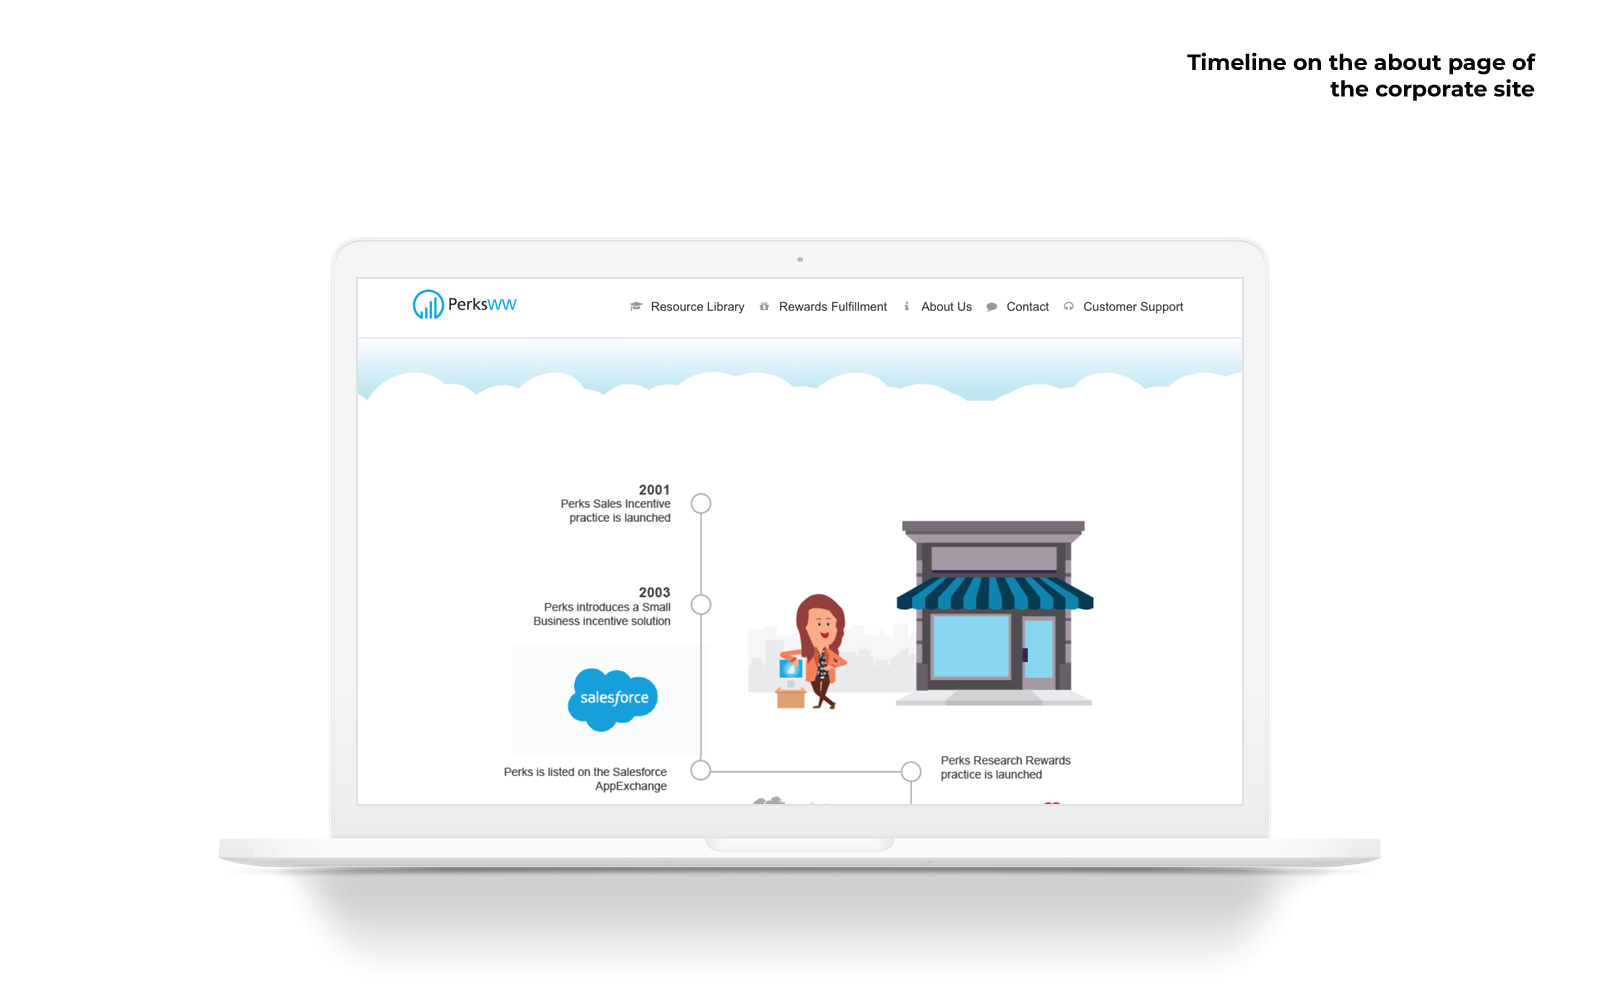 Timeline on the about page of
the corporate site
PerksWW
Resource Library Rewards Fulfillment About Us Contact Customer Support
2001
Perks Sales Incentive
practice is launched
2003
Perks introduces a Small
Business incentive solution
salesforce
Perks is listed on the Salesforce
AppExchange
Perks Research Rewards
practice is launched